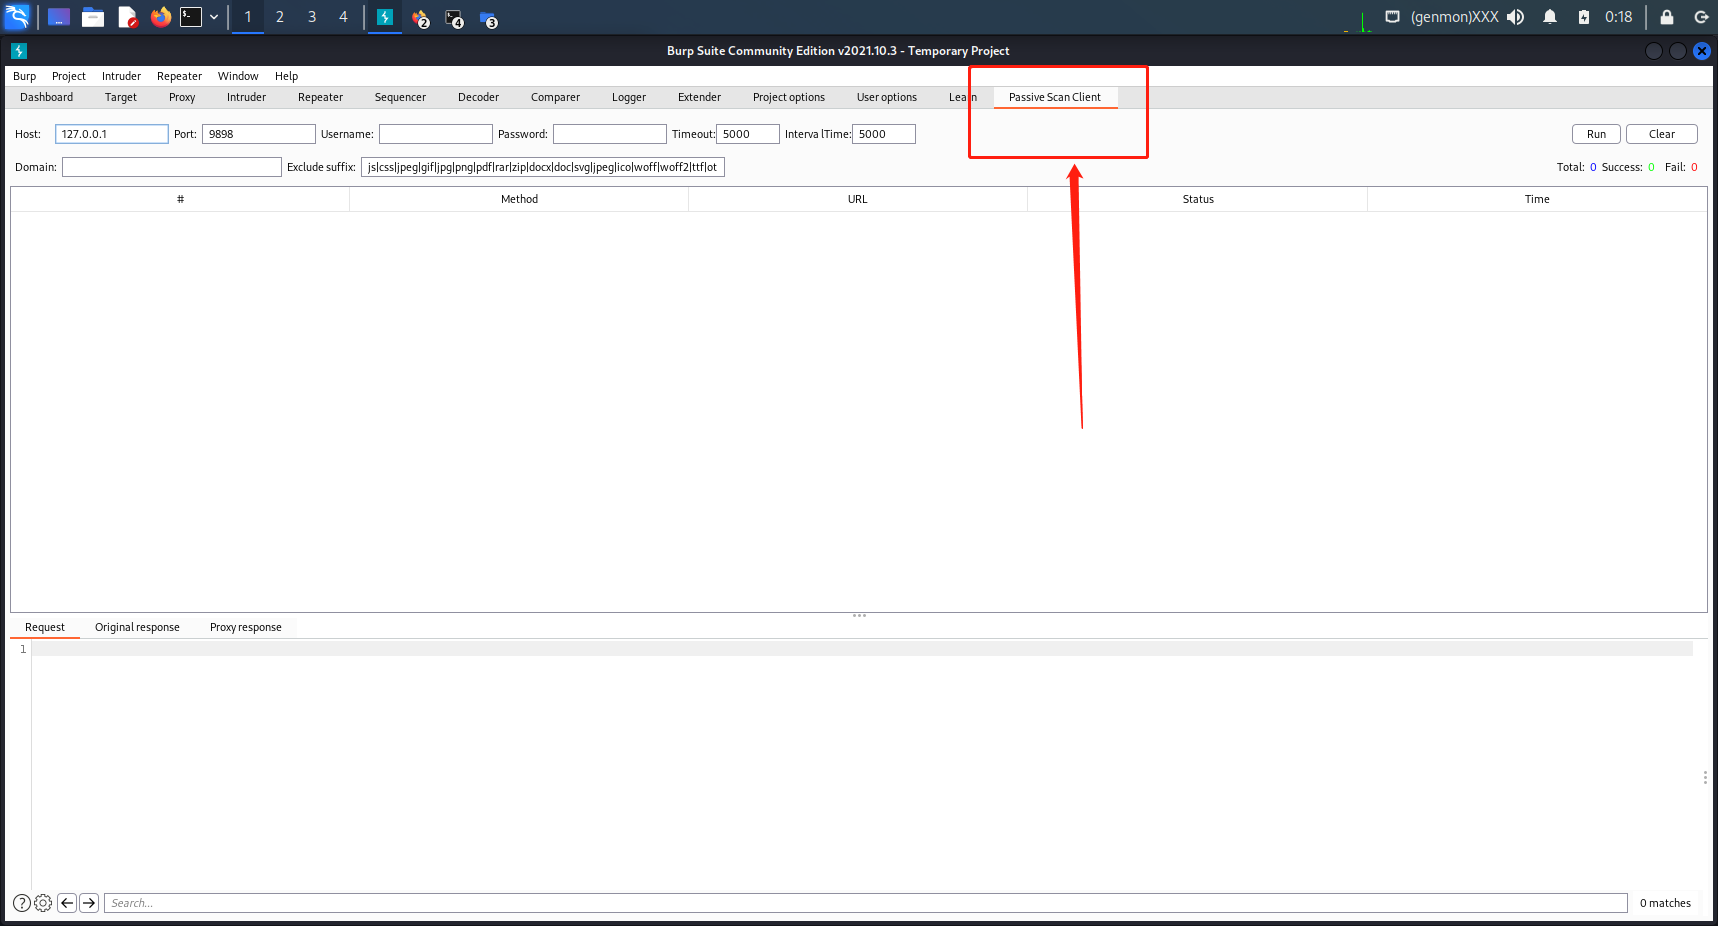 1 2 3 4 2 4 3 (genmon)XXX 0:18
Burp Suite Community Edition v2021.10.3 - Temporary Project
Burp Project Intruder Repeater Window Help
Dashboard Target Proxy Intruder Repeater Sequencer Decoder Comparer Logger Extender Project options User options Learn Passive Scan Client
Host: 127.0.0.1 Port: 9898 Username: Password: Timeout: 5000 Interva lTime: 5000 Run Clear
Domain: Exclude suffix: js|css|jpeg|gif|jpg|png|pdf|rar|zip|docx|doc|svg|jpeg|ico|woff|woff2|ttf|ot Total: 0 Success: 0 Fail: 0
# Method URL Status Time
Request Original response Proxy response
1
Search... 0 matches